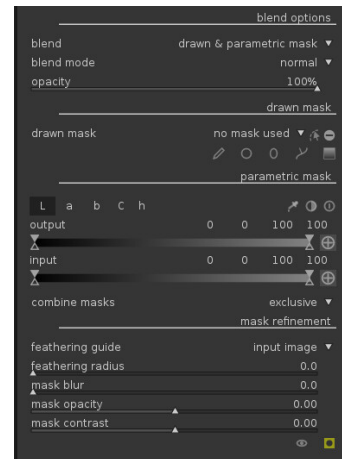 blend options
blend drawn & parametric mask
blend mode normal
opacity 100%
drawn mask
drawn mask no mask used
parametric mask
L a b C h
output 0 0 100 100
input 0 0 100 100
combine masks exclusive
mask refinement
feathering guide input image
feathering radius 0.0
mask blur 0.0
mask opacity 0.00
mask contrast 0.00